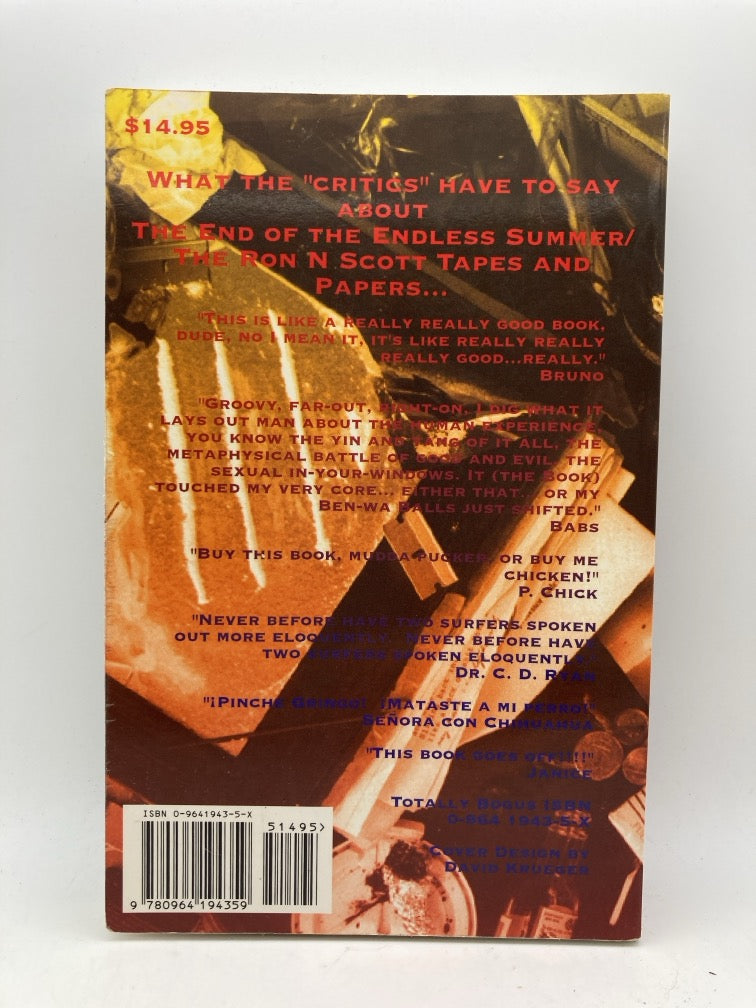 $14.95
WHAT THE "CRITICS" HAVE TO SAY
ABOUT
THE END OF THE ENDLESS SUMMER/
THE RON N SCOTT TAPES AND
PAPERS...
"THIS IS LIKE A REALLY REALLY GOOD BOOK,
DUDE, NO I MEAN IT, IT'S LIKE REALLY REALLY
REALLY GOOD...REALLY."
BRUNO
"GROOVY, FAR-OUT, RIGHT-ON. I DIG WHAT IT
LAYS OUT MAN ABOUT THE HUMAN EXPERIENCE,
YOU KNOW THE YIN AND YANG OF IT ALL, THE
METAPHYSICAL BATTLE OF GOOD AND EVIL, THE
SEXUAL IN-YOUR-WINDOWS. IT (THE BOOK)
TOUCHED MY VERY CORE... EITHER THAT... OR MY
BEN-WA BALLS JUST SHIFTED."
BABS
"BUY THIS BOOK, MUDDA PUCKER, OR BUY ME
CHICKEN!"
P. CHICK
"NEVER BEFORE HAVE TWO SURFERS SPOKEN
OUT MORE ELOQUENTLY. NEVER BEFORE HAVE
TWO SURFERS SPOKEN ELOQUENTLY."
DR. C. D. RYAN
"¡PINCHE GRINGO! ¡MATASTE A MI PERRO!"
SEÑORA CON CHIHUAHUA
"THIS BOOK GOES OFF!!!!"
JANICE
TOTALLY BOGUS ISBN
0-964 1943-5-X
COVER DESIGN BY
DAVID KRUEGER
ISBN 0-9641943-5-X
51495>
9 780964 194359